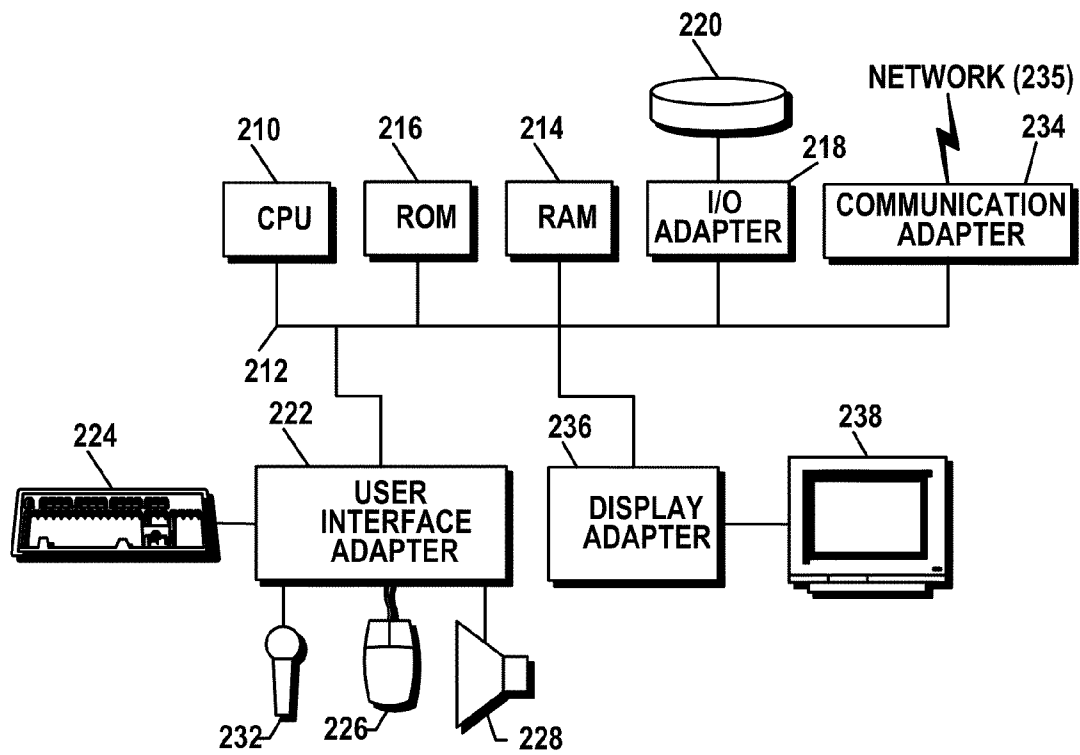 220
NETWORK (235)
210
216
214
218
234
CPU
ROM
RAM
I/O
ADAPTER
COMMUNICATION
ADAPTER
212
222
236
238
224
USER
INTERFACE
ADAPTER
DISPLAY
ADAPTER
232
226
228